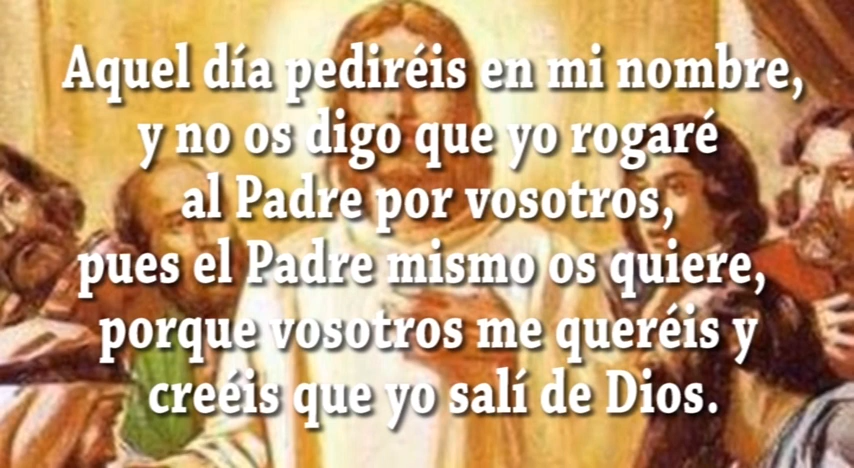 Aquel día pediréis en mi nombre,
y no os digo que yo rogaré
al Padre por vosotros,
pues el Padre mismo os quiere,
porque vosotros me queréis y
creéis que yo salí de Dios.